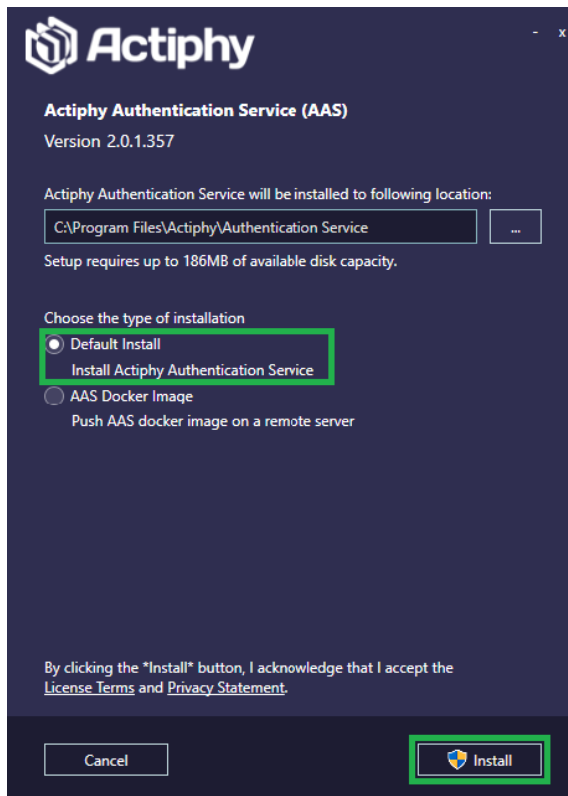 Actiphy
- x
Actiphy Authentication Service (AAS)
Version 2.0.1.357
Actiphy Authentication Service will be installed to following location:
C:\Program Files\Actiphy\Authentication Service
...
Setup requires up to 186MB of available disk capacity.
Choose the type of installation
Default Install
Install Actiphy Authentication Service
AAS Docker Image
Push AAS docker image on a remote server
By clicking the *Install* button, I acknowledge that I accept the
License Terms and Privacy Statement.
Cancel
Install